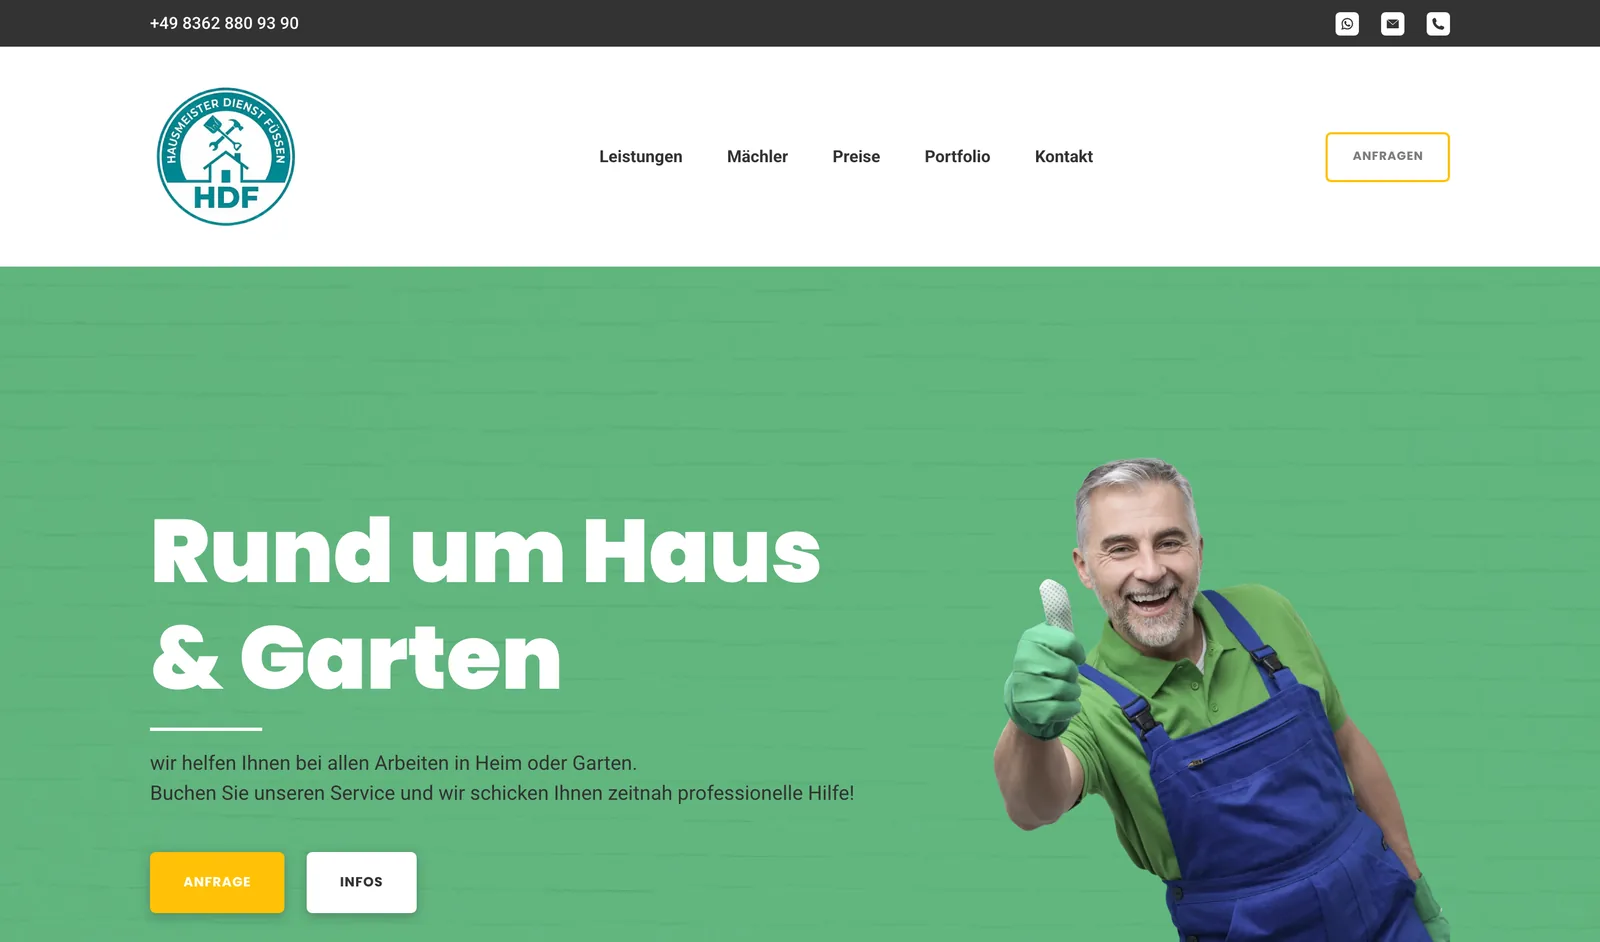 +49 8362 880 93 90
HAUSMEISTER DIENST FÜSSEN
HDF
Leistungen
Mächler
Preise
Portfolio
Kontakt
ANFRAGEN
Rund um Haus
& Garten
wir helfen Ihnen bei allen Arbeiten in Heim oder Garten.
Buchen Sie unseren Service und wir schicken Ihnen zeitnah professionelle Hilfe!
ANFRAGE
INFOS